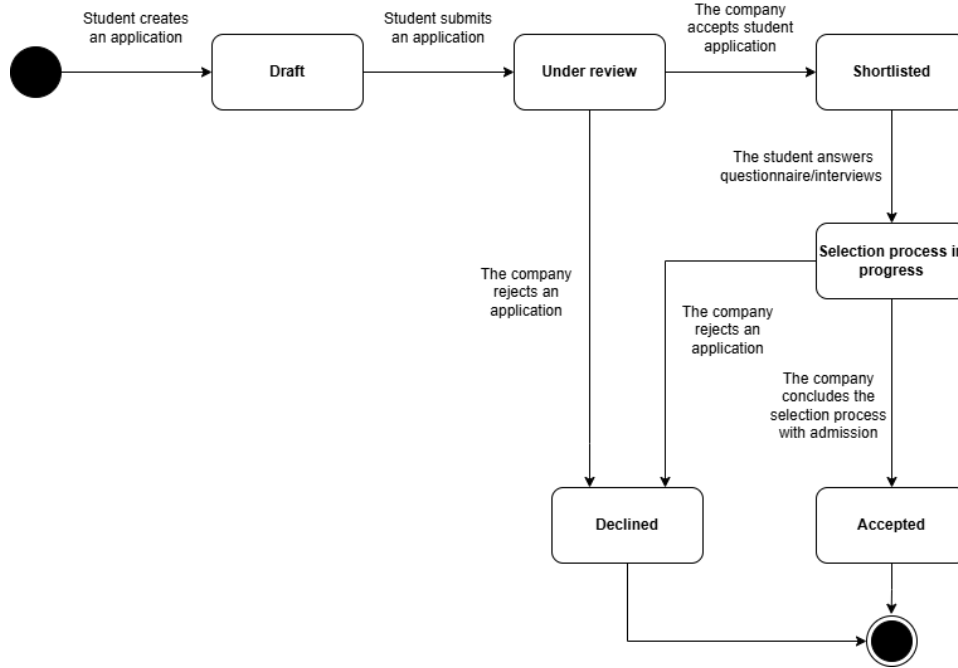 Student creates
an application
Student submits
an application
The company
accepts student
application
Draft
Under review
Shortlisted
The student answers
questionnaire/interviews
Selection process in
progress
The company
rejects an
application
The company
rejects an
application
The company
concludes the
selection process
with admission
Declined
Accepted